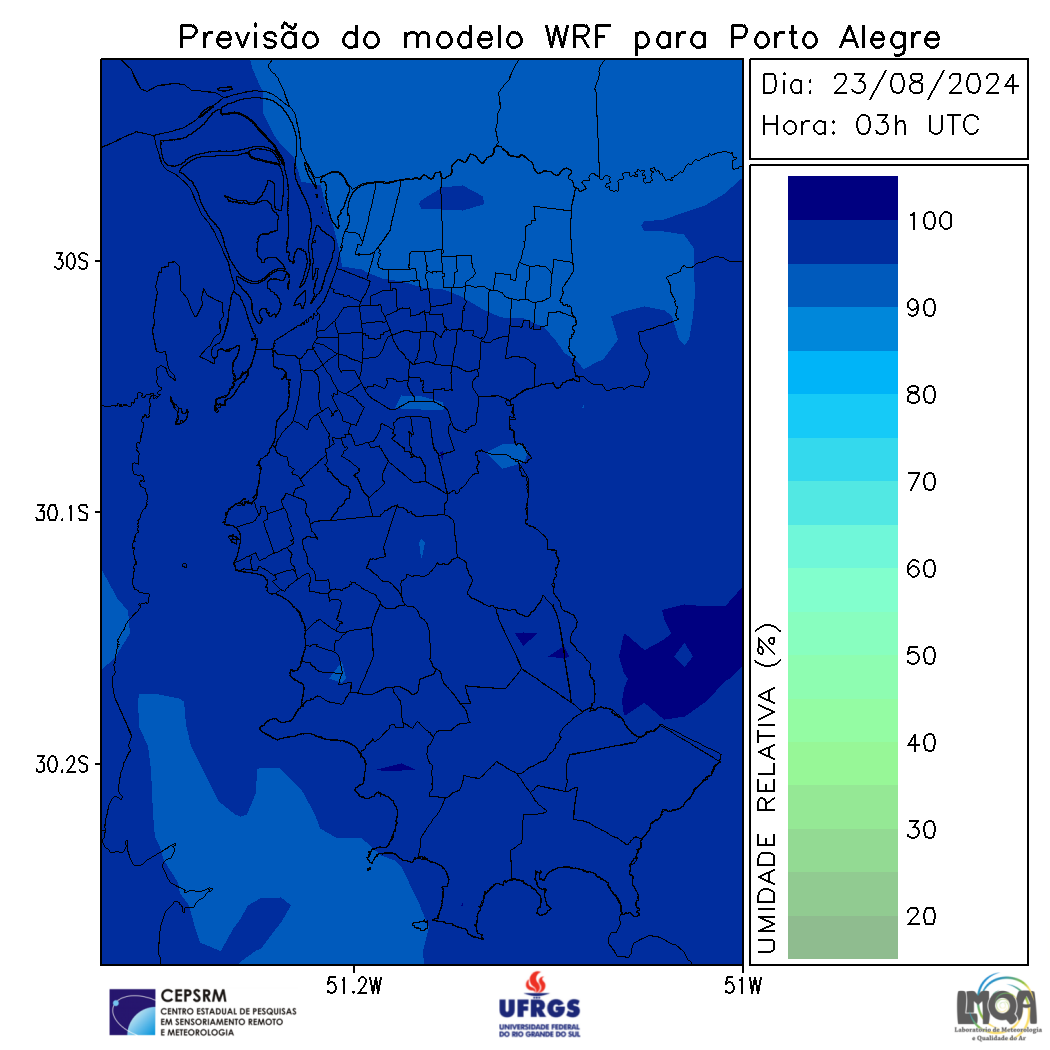 Previsão do modelo WRF para Porto Alegre
Dia: 23/08/2024
Hora: 03h UTC
100
90
80
70
60
50
40
30
20
UMIDADE RELATIVA (%)
30S
30.1S
30.2S
51.2W
51W
CEPSRM
CENTRO ESTADUAL DE PESQUISAS
EM SENSORIAMENTO REMOTO
E METEOROLOGIA
UFRGS
UNIVERSIDADE FEDERAL
DO RIO GRANDE DO SUL
LMQA
Laboratório de Meteorologia
e Qualidade do Ar